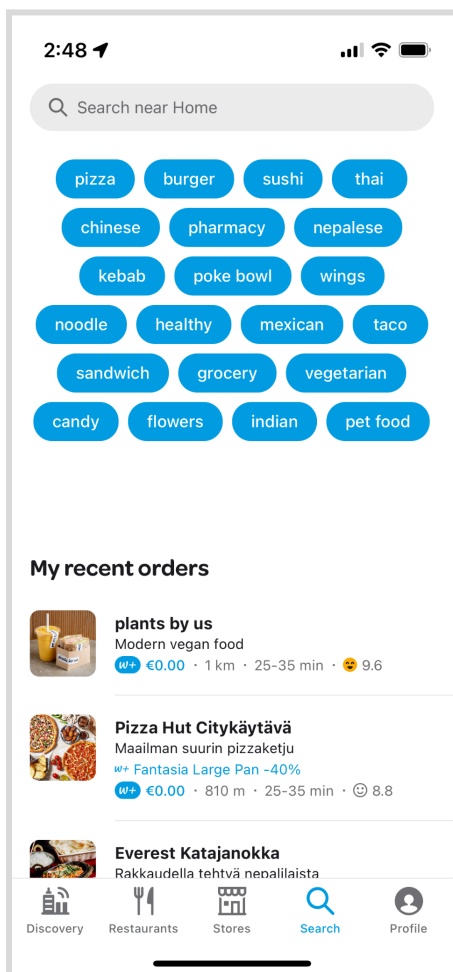 2:48
Search near Home
pizza burger sushi thai
chinese pharmacy nepalese
kebab poke bowl wings
noodle healthy mexican taco
sandwich grocery vegetarian
candy flowers indian pet food
My recent orders
plants by us
Modern vegan food
W+ €0.00 · 1 km · 25-35 min · 9.6
Pizza Hut Citykäytävä
Maailman suurin pizzaketju
W+ Fantasia Large Pan -40%
W+ €0.00 · 810 m · 25-35 min · 8.8
Everest Katajanokka
Rakkaudella tehtyä nepalilaista
Discovery Restaurants Stores Search Profile